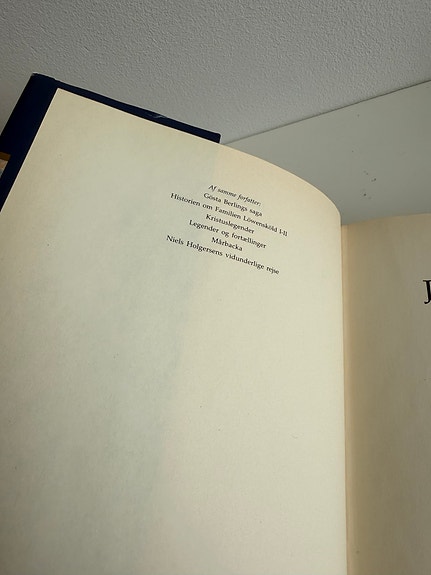 Af samme forfatter:
Gösta Berlings saga
Historien om Familien Löwensköld I-II
Kristuslegender
Legender og fortællinger
Mårbacka
Niels Holgersens vidunderlige rejse
J